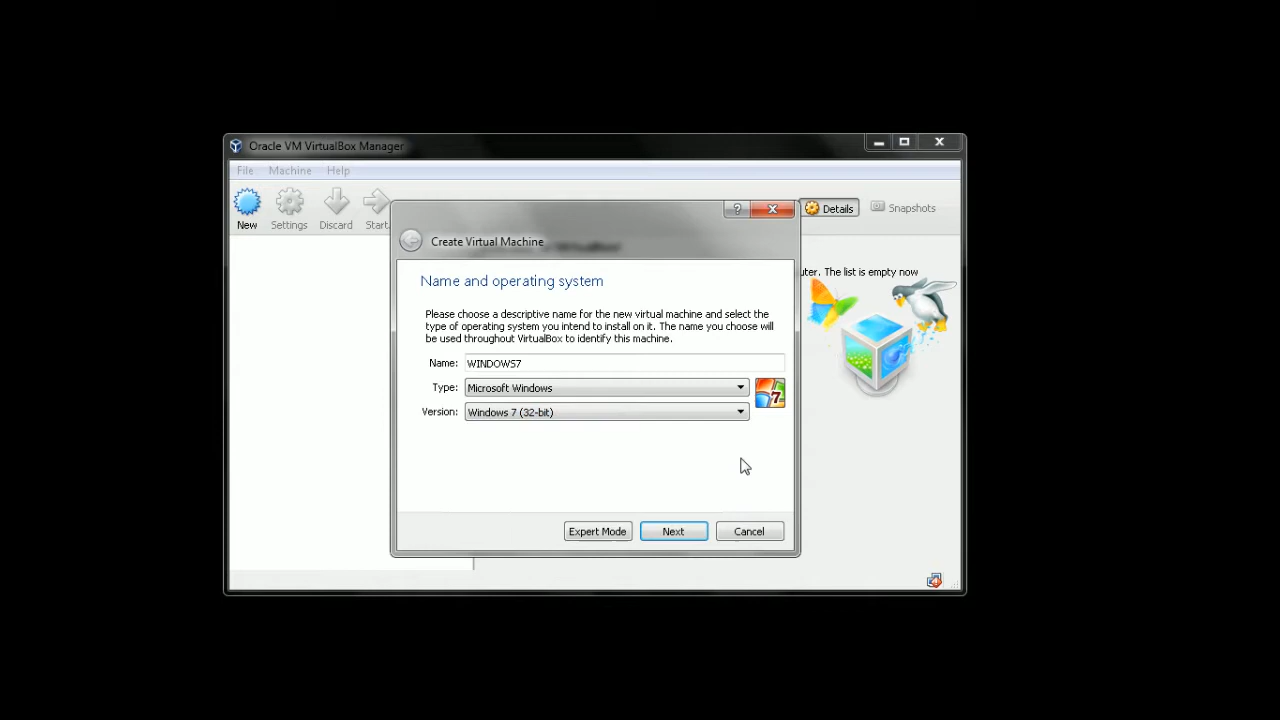 Oracle VM VirtualBox Manager
File Machine Help
New Settings Discard Start
Details Snapshots
?
Create Virtual Machine
Name and operating system
uter. The list is empty now
Please choose a descriptive name for the new virtual machine and select the
type of operating system you intend to install on it. The name you choose will
be used throughout VirtualBox to identify this machine.
Name: WINDOWS7
Type: Microsoft Windows
7
Version: Windows 7 (32-bit)
Expert Mode Next Cancel